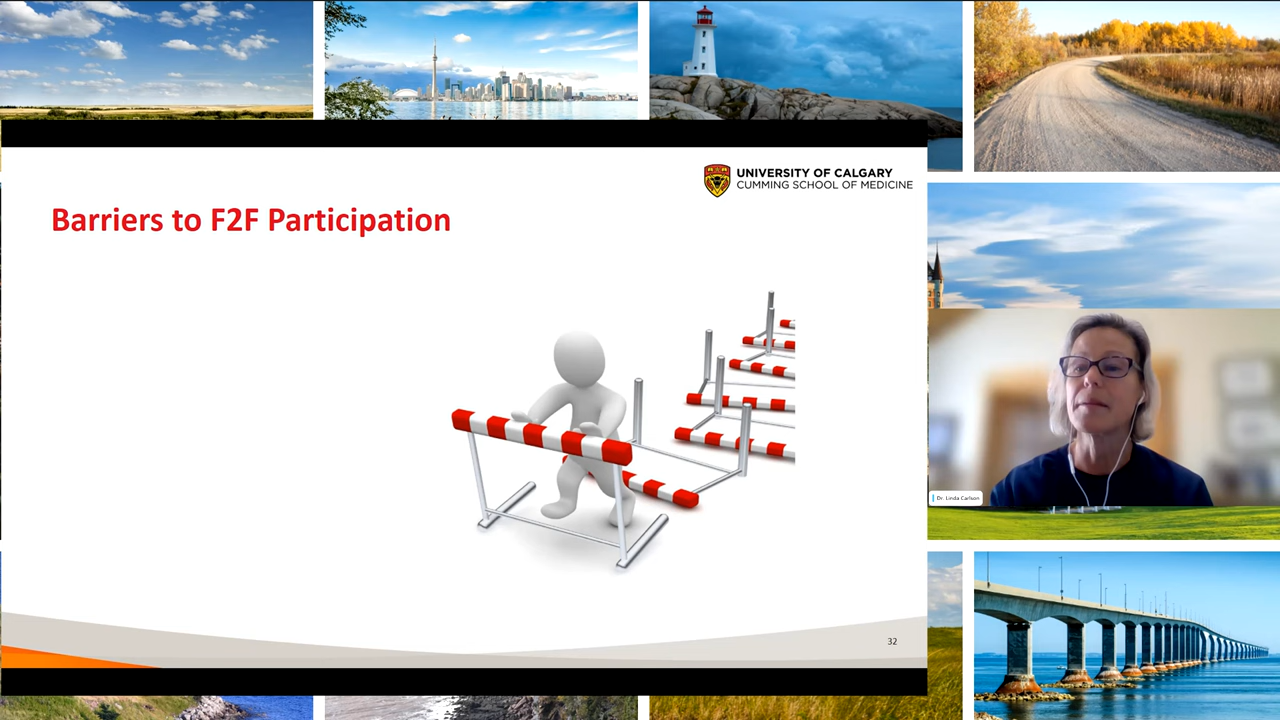 UNIVERSITY OF CALGARY
CUMMING SCHOOL OF MEDICINE
Barriers to F2F Participation
Dr. Linda Carlson
32